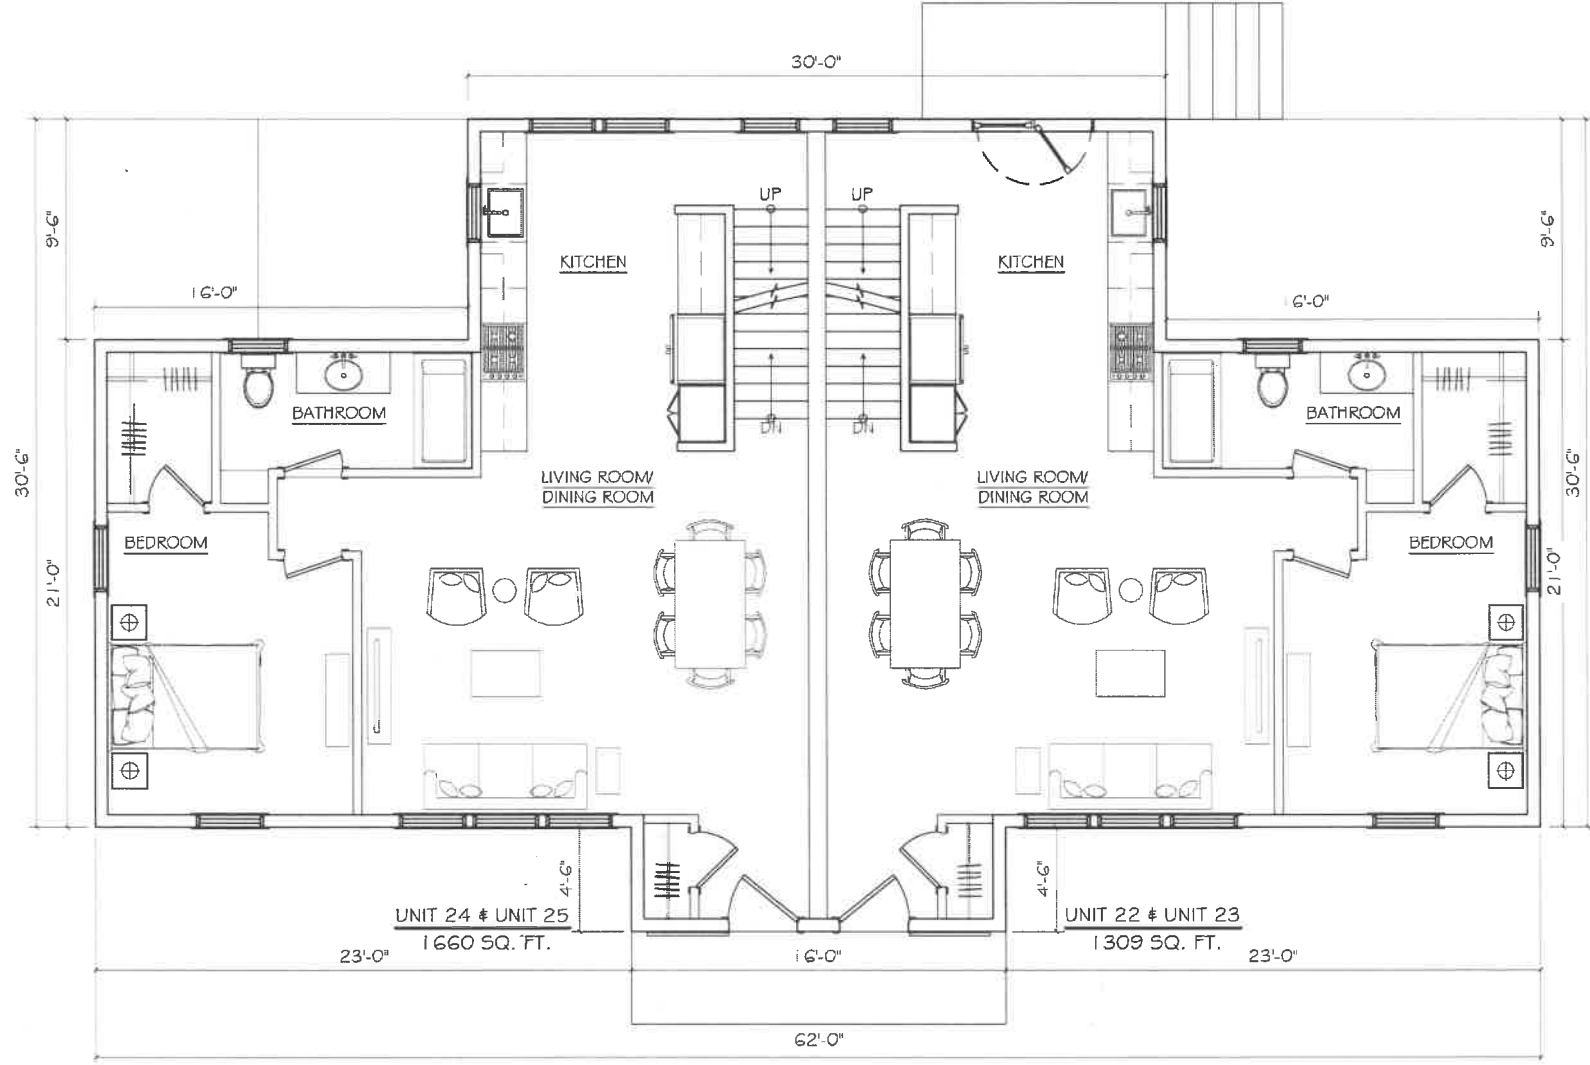 30'-0"
UP UP
9'-6" 9'-6"
KITCHEN KITCHEN
16'-0" 16'-0"
BATHROOM BATHROOM
DN DN
30'-6" 30'-6"
LIVING ROOM/ LIVING ROOM/
DINING ROOM DINING ROOM
BEDROOM BEDROOM
21'-0" 21'-0"
4'-6" 4'-6"
UNIT 24 & UNIT 25 UNIT 22 & UNIT 23
1660 SQ. FT. 1309 SQ. FT.
23'-0" 16'-0" 23'-0"
62'-0"